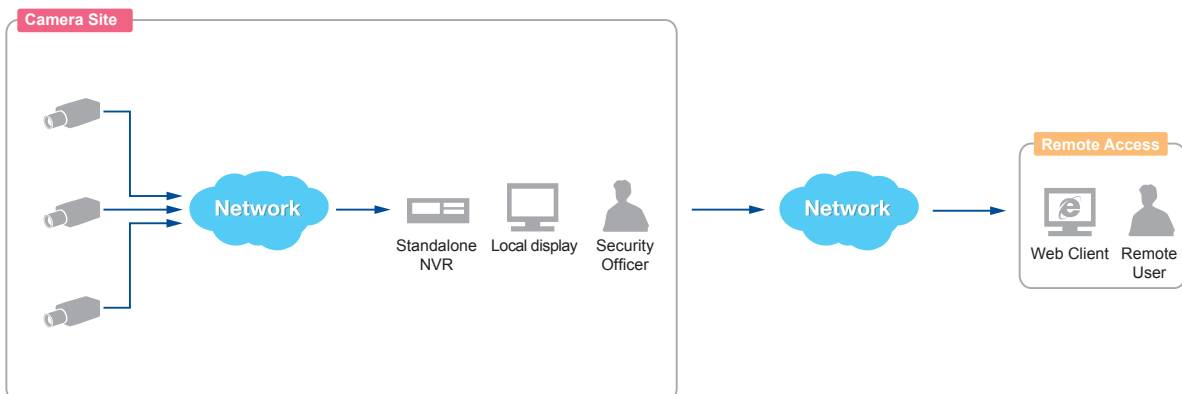 Camera Site
Remote Access
Network
Network
Standalone
NVR
Local display
Security
Officer
Web Client
Remote
User